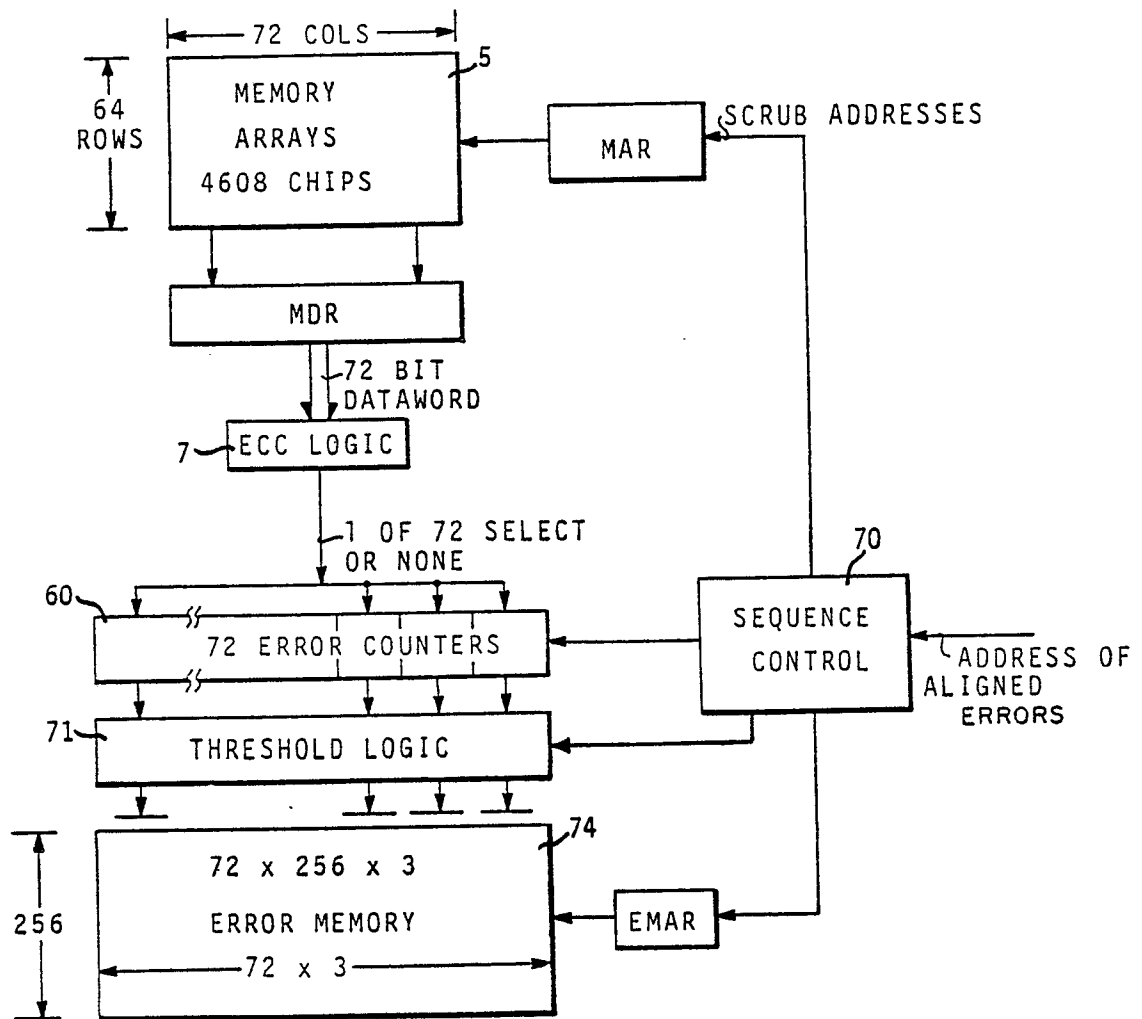 72 COLS
5
64
ROWS
MEMORY
ARRAYS
4608 CHIPS
MAR
SCRUB ADDRESSES
MDR
72 BIT
DATAWORD
7
ECC LOGIC
1 OF 72 SELECT
OR NONE
60
72 ERROR COUNTERS
70
SEQUENCE
CONTROL
ADDRESS OF
ALIGNED
ERRORS
71
THRESHOLD LOGIC
74
256
72 x 256 x 3
ERROR MEMORY
72 x 3
EMAR